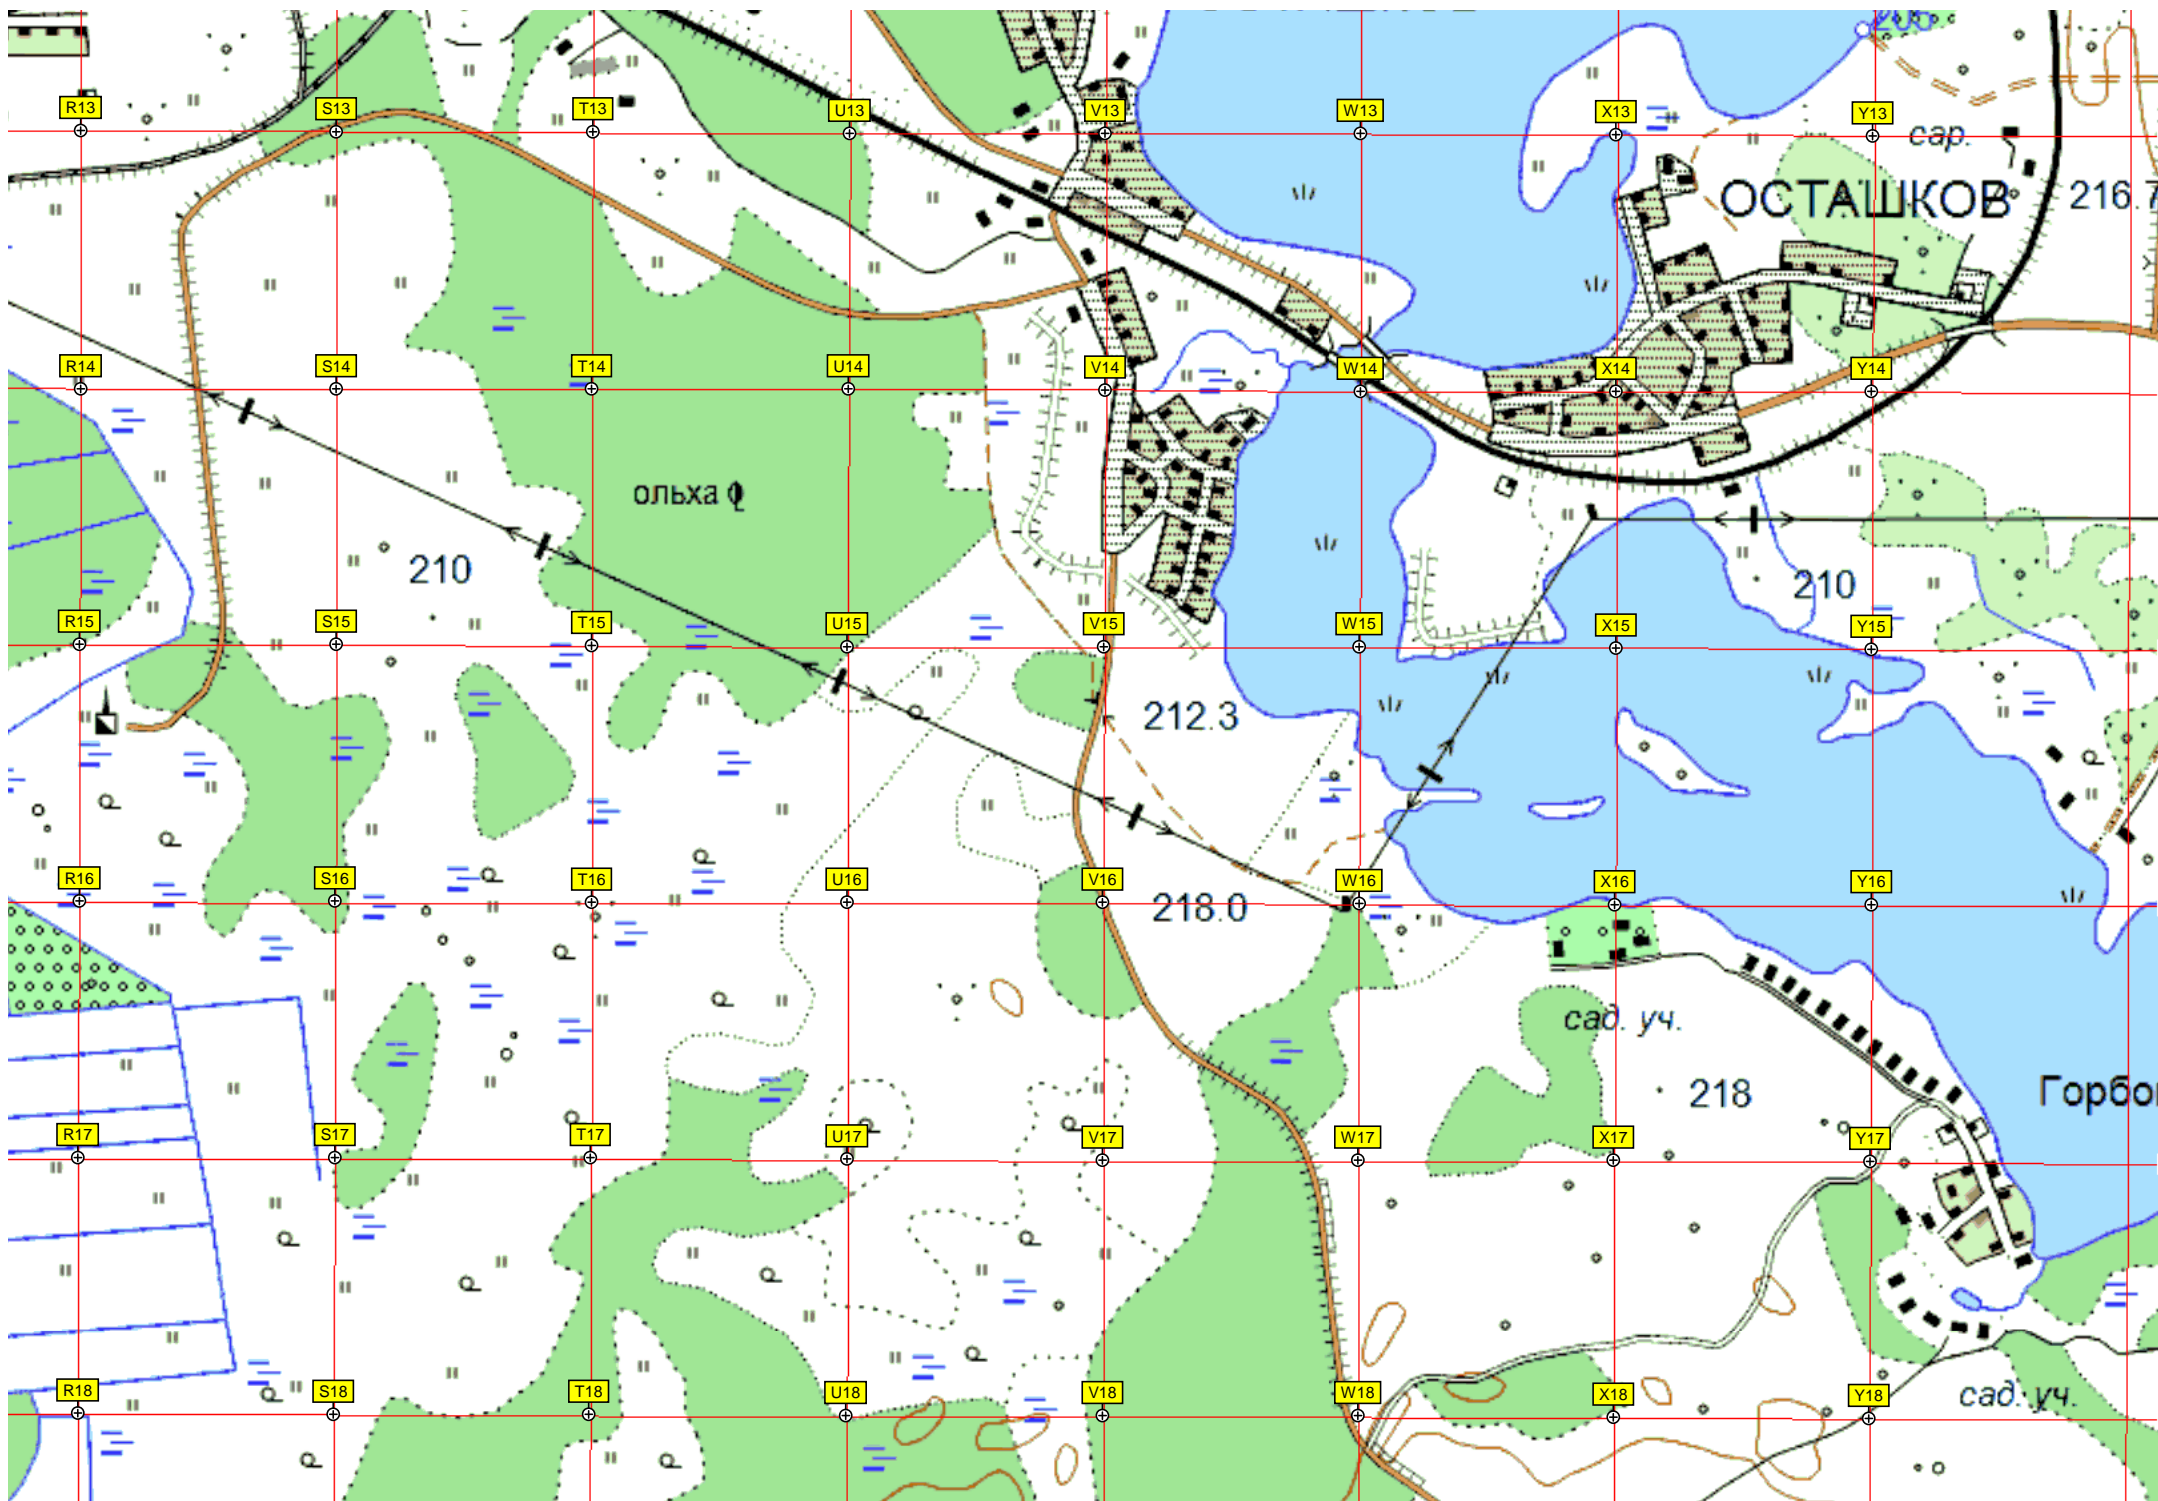 R13 S13 T13 U13 V13 W13 X13 Y13
сар.
ОСТАШКОВ 216.7
R14 S14 T14 U14 V14 W14 X14 Y14
ольха
210 210
R15 S15 T15 U15 V15 W15 X15 Y15
212.3
R16 S16 T16 U16 V16 W16 X16 Y16
218.0
сад. уч.
218 Горбо
R17 S17 T17 U17 V17 W17 X17 Y17
R18 S18 T18 U18 V18 W18 X18 Y18
сад. уч.